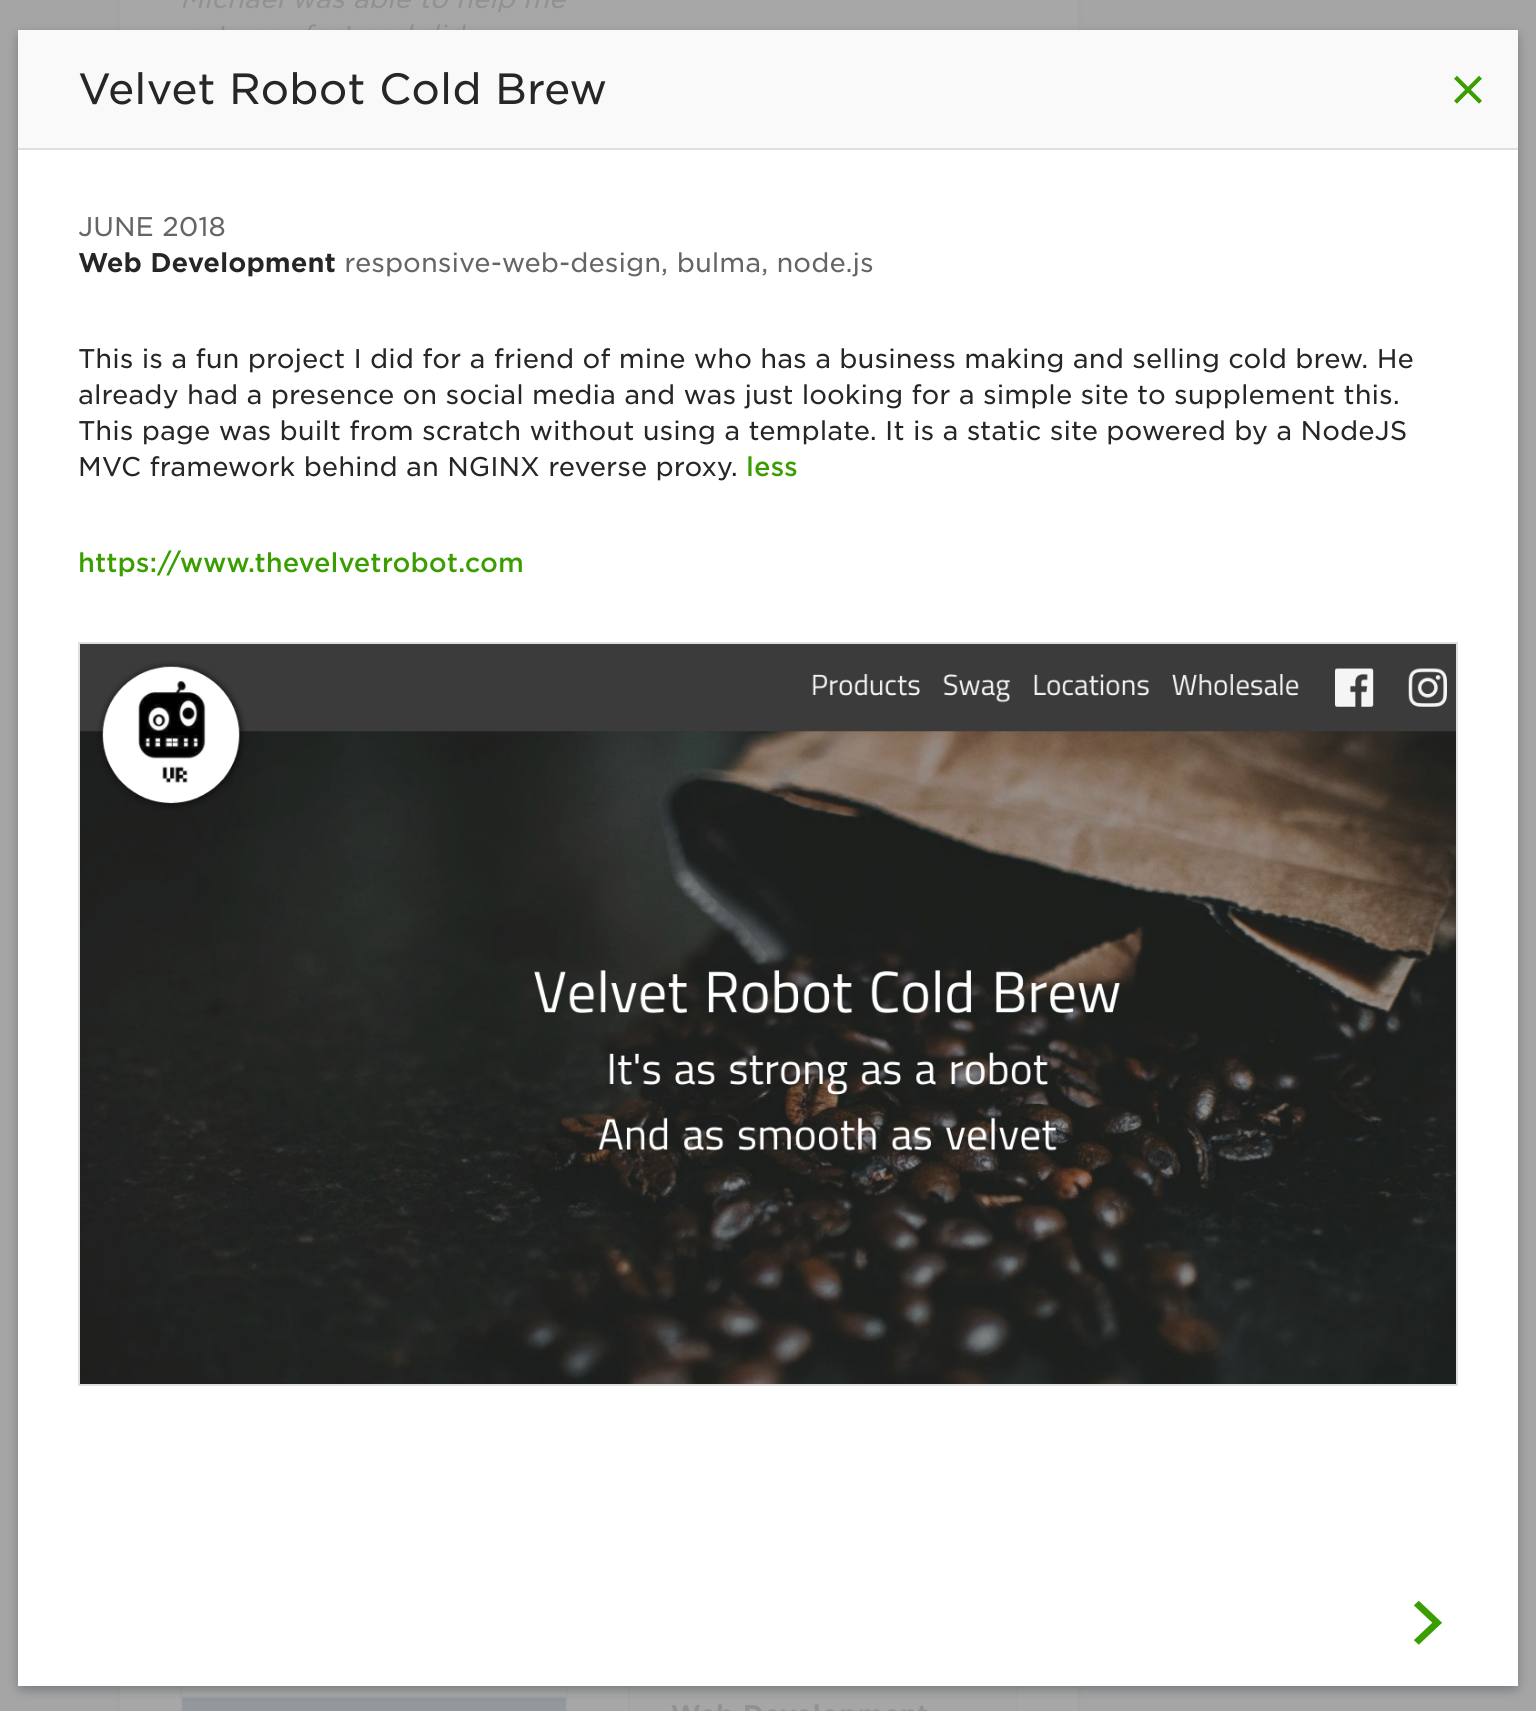 Michael was able to help me
Velvet Robot Cold Brew
JUNE 2018
Web Development responsive-web-design, bulma, node.js
This is a fun project I did for a friend of mine who has a business making and selling cold brew. He
already had a presence on social media and was just looking for a simple site to supplement this.
This page was built from scratch without using a template. It is a static site powered by a NodeJS
MVC framework behind an NGINX reverse proxy. less
https://www.thevelvetrobot.com
Products Swag Locations Wholesale
VR
Velvet Robot Cold Brew
It's as strong as a robot
And as smooth as velvet
Web Development